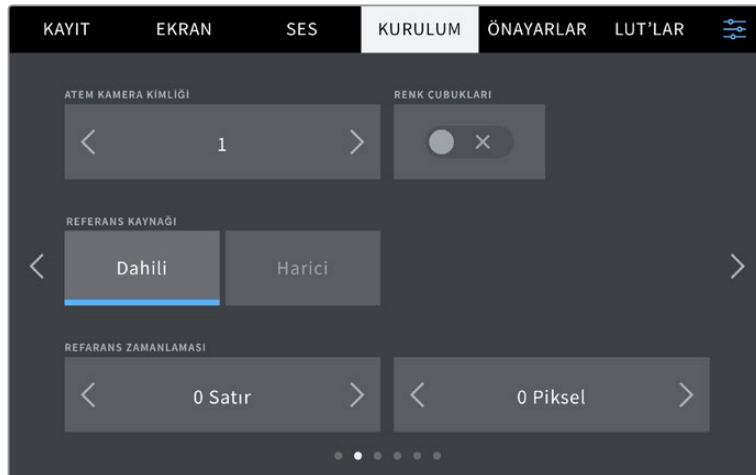 KAYIT EKRAN SES KURULUM ÖNAYARLAR LUT'LAR
ATEM KAMERA KİMLİĞİ RENK ÇUBUKLARI
1
REFERANS KAYNAĞI
Dahili Harici
REFARANS ZAMANLAMASI
0 Satır 0 Piksel